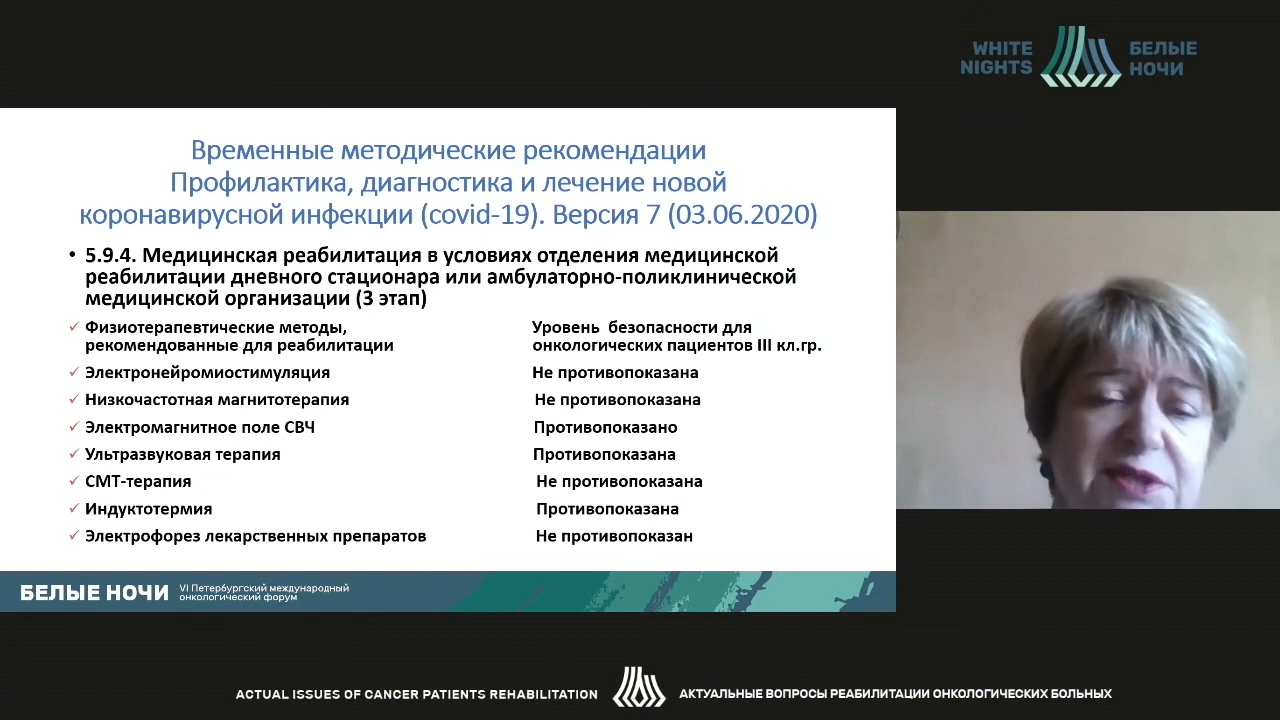 WHITE
NIGHTS
БЕЛЫЕ
НОЧИ
Временные методические рекомендации
Профилактика, диагностика и лечение новой
коронавирусной инфекции (covid-19). Версия 7 (03.06.2020)
• 5.9.4. Медицинская реабилитация в условиях отделения медицинской
реабилитации дневного стационара или амбулаторно-поликлинической
медицинской организации (3 этап)
✓ Физиотерапевтические методы, Уровень безопасности для
рекомендованные для реабилитации онкологических пациентов III кл.гр.
✓ Электронейромиостимуляция Не противопоказана
✓ Низкочастотная магнитотерапия Не противопоказана
✓ Электромагнитное поле СВЧ Противопоказано
✓ Ультразвуковая терапия Противопоказана
✓ СМТ-терапия Не противопоказана
✓ Индуктотермия Противопоказана
✓ Электрофорез лекарственных препаратов Не противопоказан
БЕЛЫЕ НОЧИ
VI Петербургский международный
онкологический форум
ACTUAL ISSUES OF CANCER PATIENTS REHABILITATION
АКТУАЛЬНЫЕ ВОПРОСЫ РЕАБИЛИТАЦИИ ОНКОЛОГИЧЕСКИХ БОЛЬНЫХ